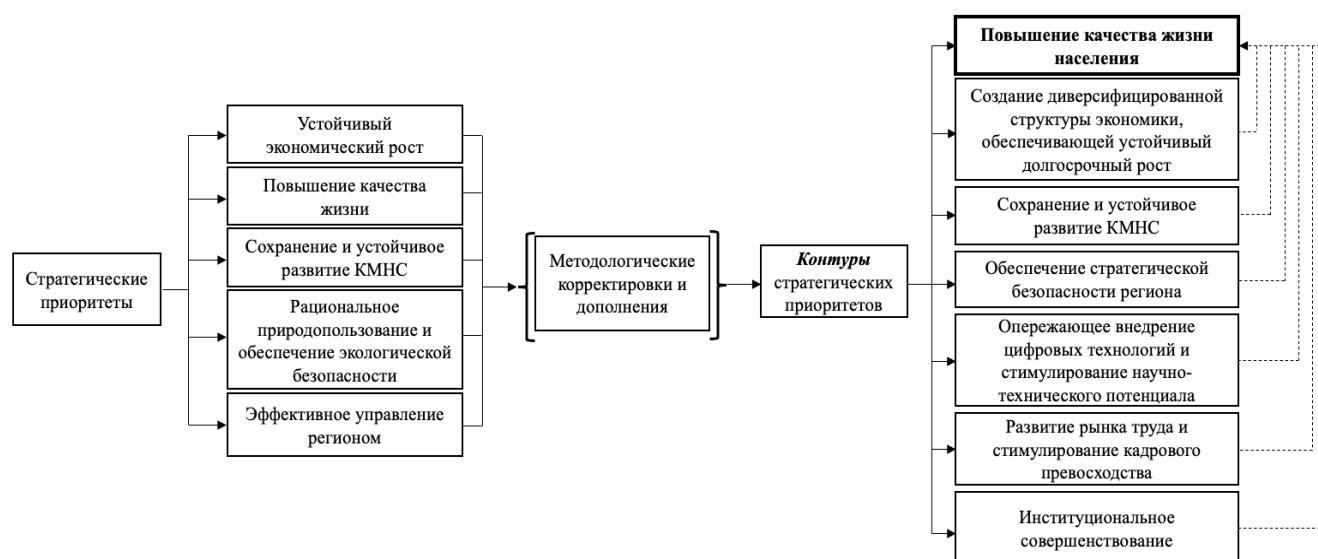 Стратегические
приоритеты
Устойчивый
экономический рост
Повышение качества
жизни
Сохранение и устойчивое
развитие КМНС
Рациональное
природопользование и
обеспечение экологической
безопасности
Эффективное управление
регионом
Методологические
корректировки и
дополнения
Контуры
стратегических
приоритетов
Повышение качества жизни
населения
Создание диверсифицированной
структуры экономики,
обеспечивающей устойчивый
долгосрочный рост
Сохранение и устойчивое
развитие КМНС
Обеспечение стратегической
безопасности региона
Опережающее внедрение
цифровых технологий и
стимулирование научно-
технического потенциала
Развитие рынка труда и
стимулирование кадрового
превосходства
Институциональное
совершенствование